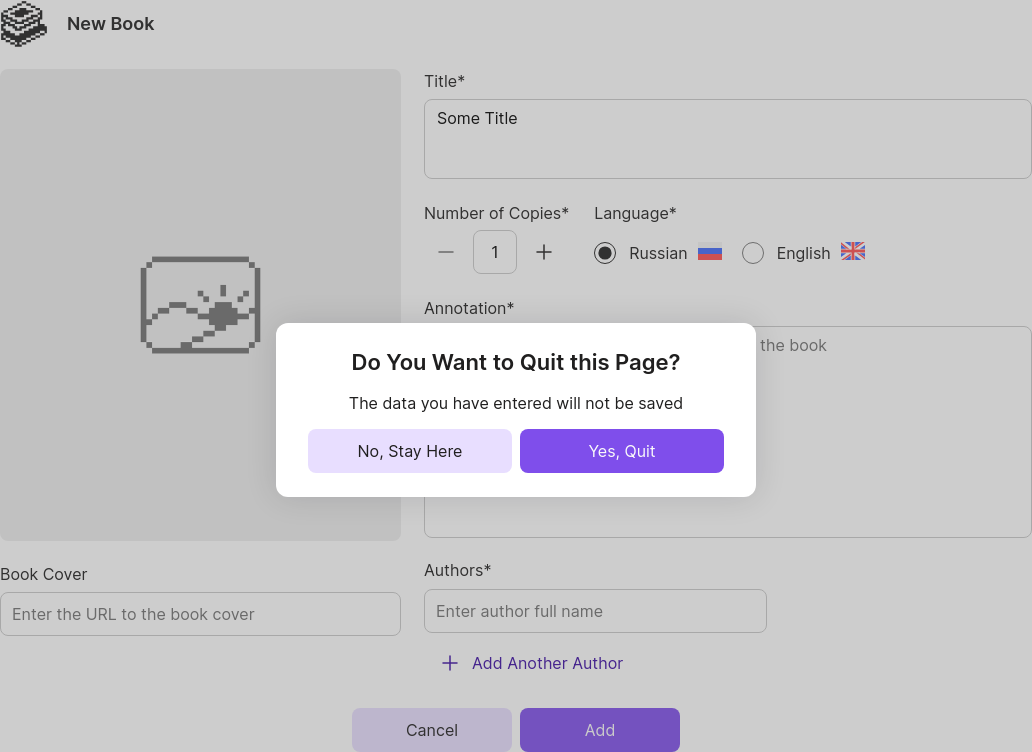 New Book
Title*
Some Title
Number of Copies*
Language*
1
Russian
English
Annotation*
the book
Do You Want to Quit this Page?
The data you have entered will not be saved
No, Stay Here
Yes, Quit
Book Cover
Enter the URL to the book cover
Authors*
Enter author full name
Add Another Author
Cancel
Add